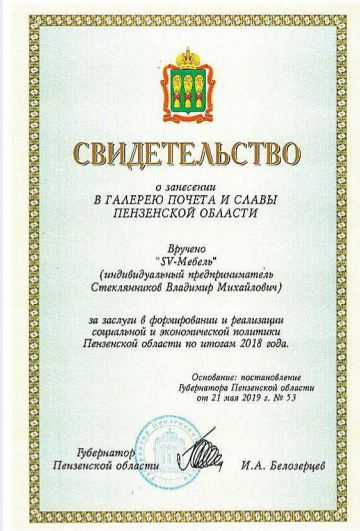 СВИДЕТЕЛЬСТВО
о занесении
В ГАЛЕРЕЮ ПОЧЕТА И СЛАВЫ
ПЕНЗЕНСКОЙ ОБЛАСТИ
Вручено
"SV-Мебель"
(индивидуальный предприниматель
Стеклянников Владимир Михайлович)
за заслуги в формировании и реализации
социальной и экономической политики
Пензенской области по итогам 2018 года.
Основание: постановление
Губернатора Пензенской области
от 21 мая 2019 г. № 53
Губернатор
Пензенской области
И.А. Белозерцев